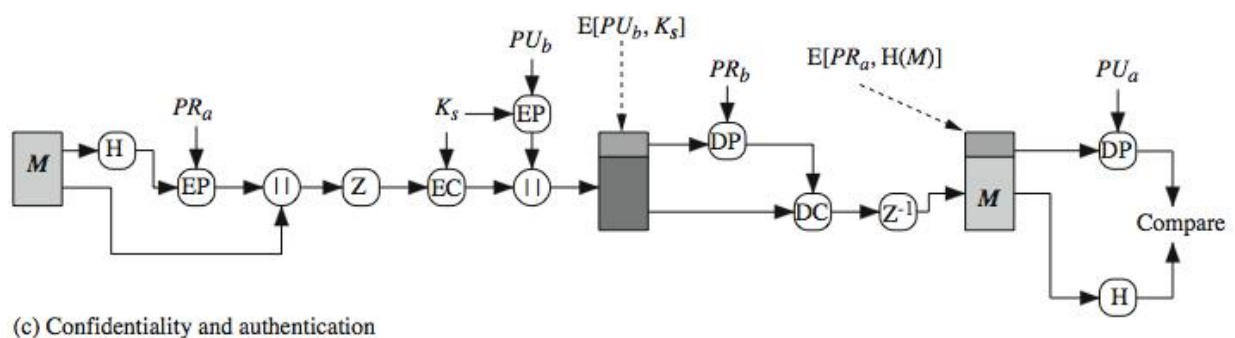 E[PU_b, K_s]
PU_b
E[PR_a, H(M)]
PR_b
PU_a
PR_a
K_s
EP
M
H
DP
DP
EP
||
Z
EC
||
DC
Z⁻¹
M
Compare
H
(c) Confidentiality and authentication